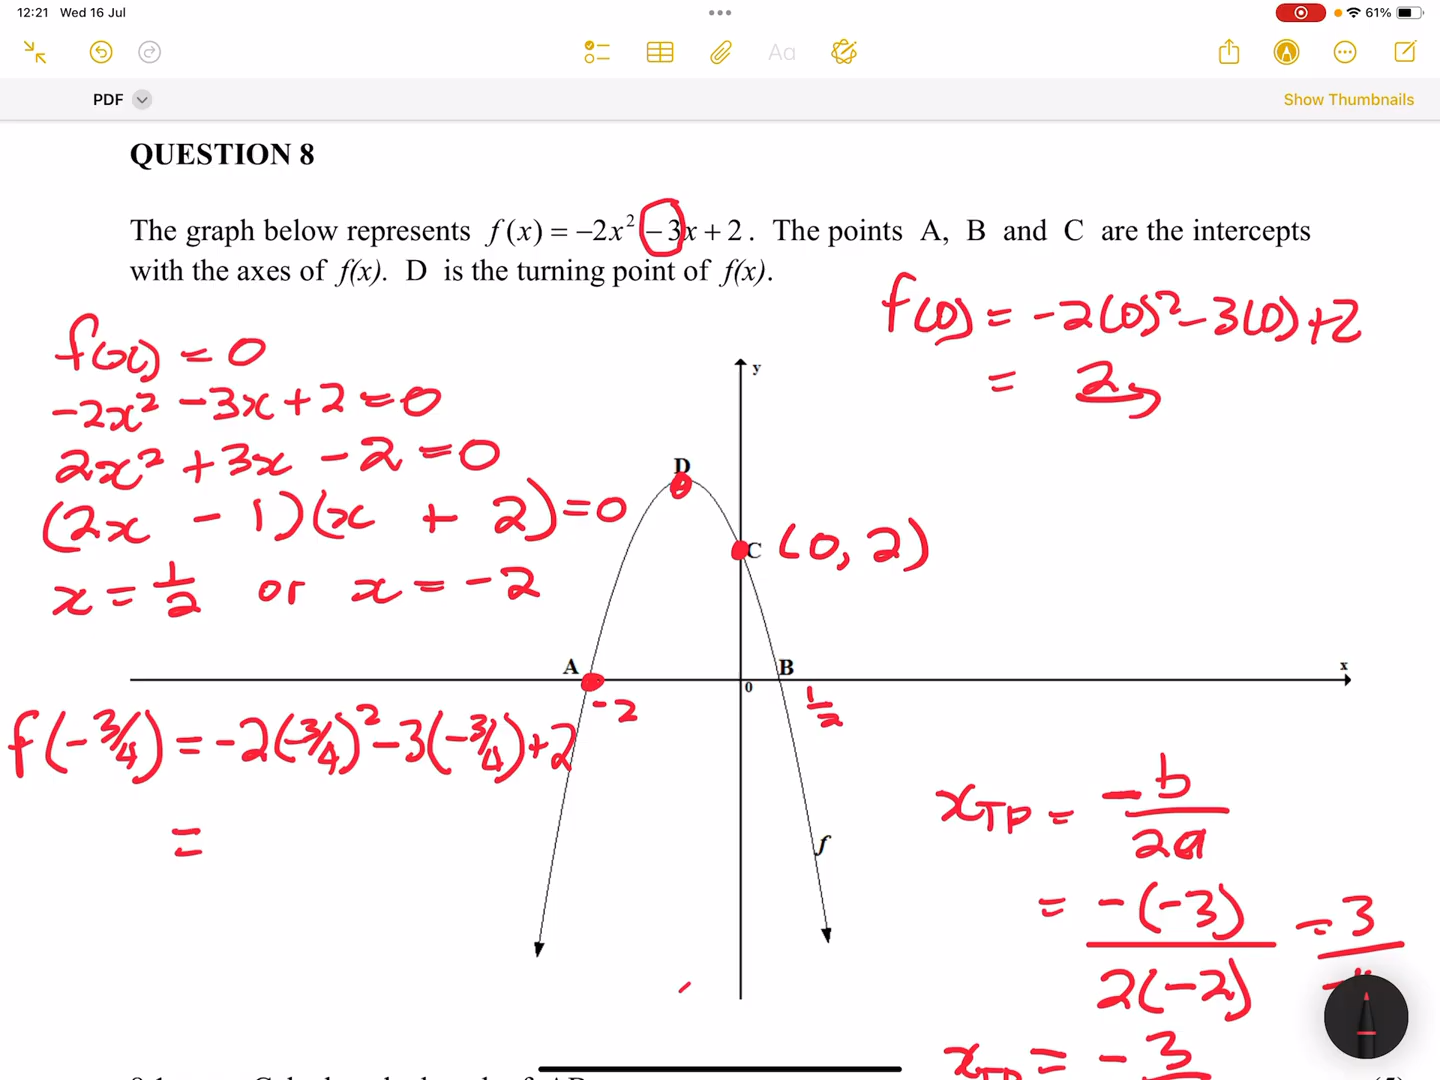 12:21 Wed 16 Jul
61%
Aa
PDF
Show Thumbnails
QUESTION 8
The graph below represents f(x) = −2x² − 3x + 2. The points A, B and C are the intercepts
with the axes of f(x). D is the turning point of f(x).
f(0) = -2(0)² - 3(0) + 2
= 2
f(x) = 0
-2x² - 3x + 2 = 0
2x² + 3x - 2 = 0
(2x - 1)(x + 2) = 0
x = 1/2 or x = -2
y
D
C (0, 2)
A
B
x
0
-2
1/2
f(-3/4) = -2(-3/4)² - 3(-3/4) + 2
=
f
xTP = -b/2a
= -(-3)/2(-2)